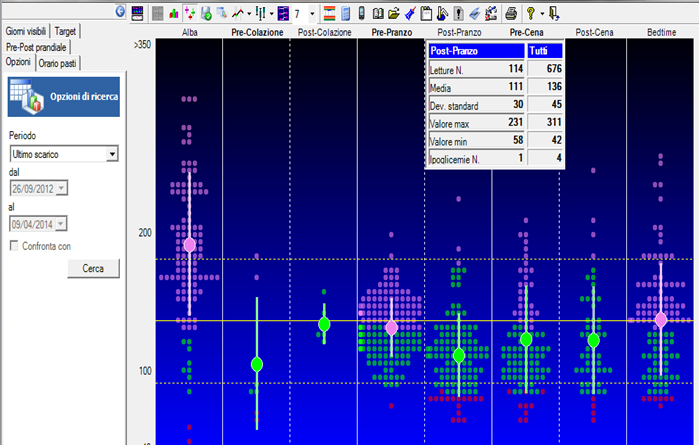 7
Giorni visibili Target
Pre-Post prandiale
Opzioni Orario pasti
Opzioni di ricerca
Periodo
Ultimo scarico
dal
26/09/2012
al
09/04/2014
Confronta con
Cerca
Alba Pre-Colazione Post-Colazione Pre-Pranzo Post-Pranzo Pre-Cena Post-Cena Bedtime
>350
200
100
Post-Pranzo Tutti
Letture N. 114 676
Media 111 136
Dev. standard 30 45
Valore max 231 311
Valore min 58 42
Ipoglicemie N. 1 4